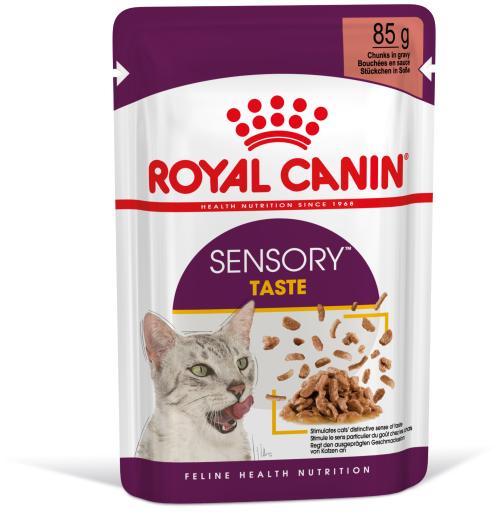 85 g
Chunks in gravy
Bouchées en sauce
Stückchen in Soße
ROYAL CANIN®
HEALTH NUTRITION SINCE 1968
SENSORY™
TASTE
Stimulates cats' distinctive sense of taste
Stimule le sens particulier du goût chez les
Regt den ausgeprägten Geschmackssinn
von Katzen an
FELINE HEALTH NUTRITION